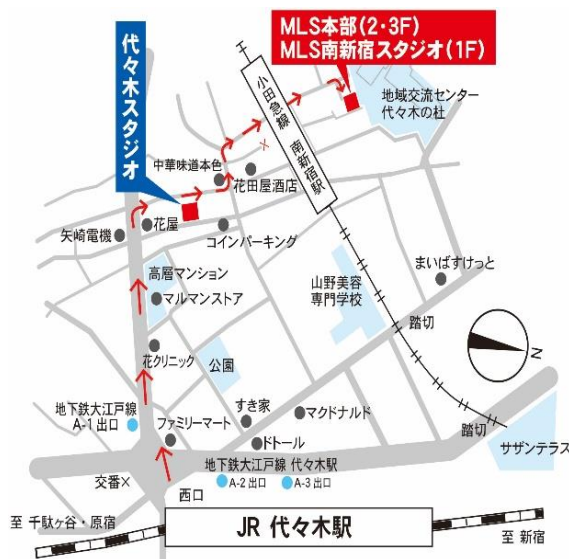 MLS本部(2・3F)
MLS南新宿スタジオ(1F)
代々木スタジオ
小田急線 南新宿駅
地域交流センター
代々木の杜
中華味道本色
花田屋酒店
矢崎電機
花屋
コインパーキング
まいばすけっと
高層マンション
マルマンストア
山野美容
専門学校
踏切
N
花クリニック
公園
地下鉄大江戸線
A-1 出口
すき家
マクドナルド
ファミリーマート
ドトール
踏切
サザンテラス
地下鉄大江戸線 代々木駅
A-2 出口
A-3 出口
交番×
西口
至 千駄ヶ谷・原宿
JR 代々木駅
至 新宿